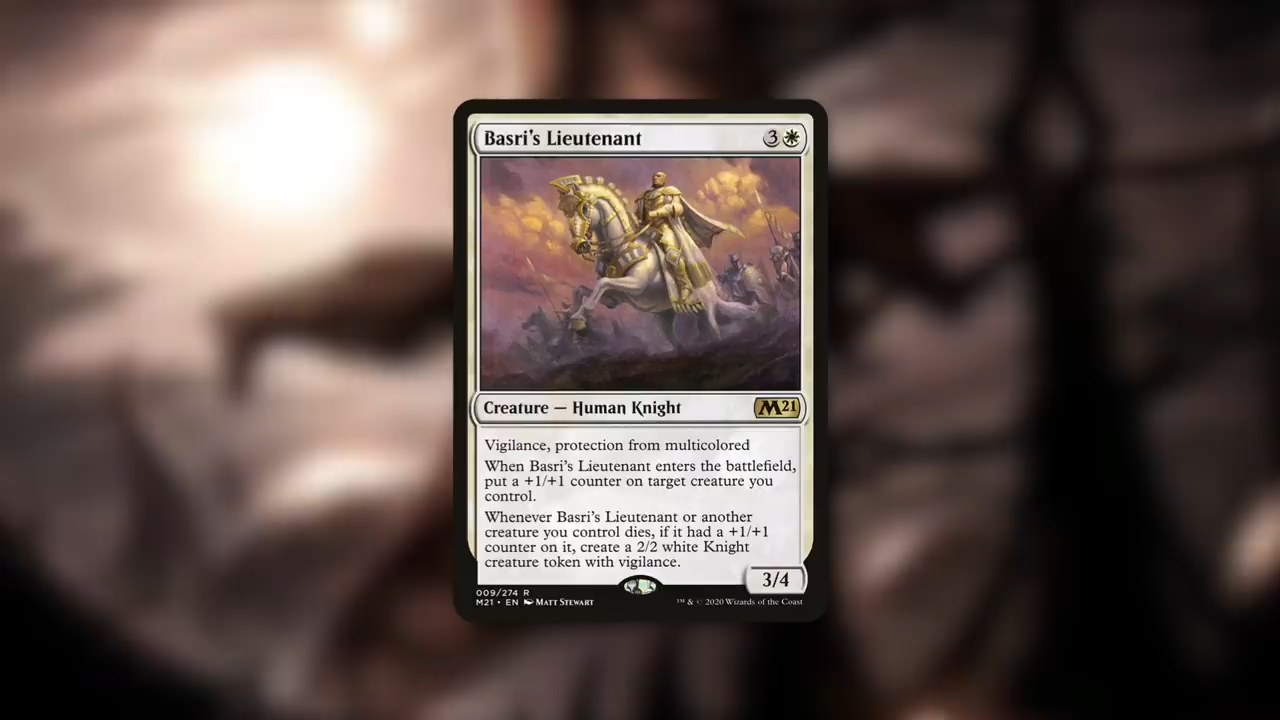 Basri's Lieutenant 3
Creature — Human Knight M21
Vigilance, protection from multicolored
When Basri's Lieutenant enters the battlefield,
put a +1/+1 counter on target creature you
control.
Whenever Basri's Lieutenant or another
creature you control dies, if it had a +1/+1
counter on it, create a 2/2 white Knight
creature token with vigilance.
3/4
009/274 R
M21 • EN Matt Stewart ™ & © 2020 Wizards of the Coast